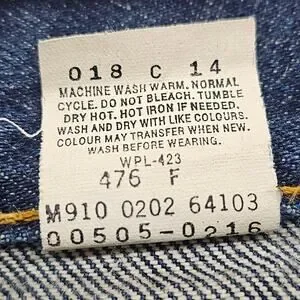 018 C 14
MACHINE WASH WARM. NORMAL
CYCLE. DO NOT BLEACH. TUMBLE
DRY HOT. HOT IRON IF NEEDED.
WASH AND DRY WITH LIKE COLOURS.
COLOUR MAY TRANSFER WHEN NEW.
WASH BEFORE WEARING.
WPL-423
476 F
M910 0202 64103
00505-0216